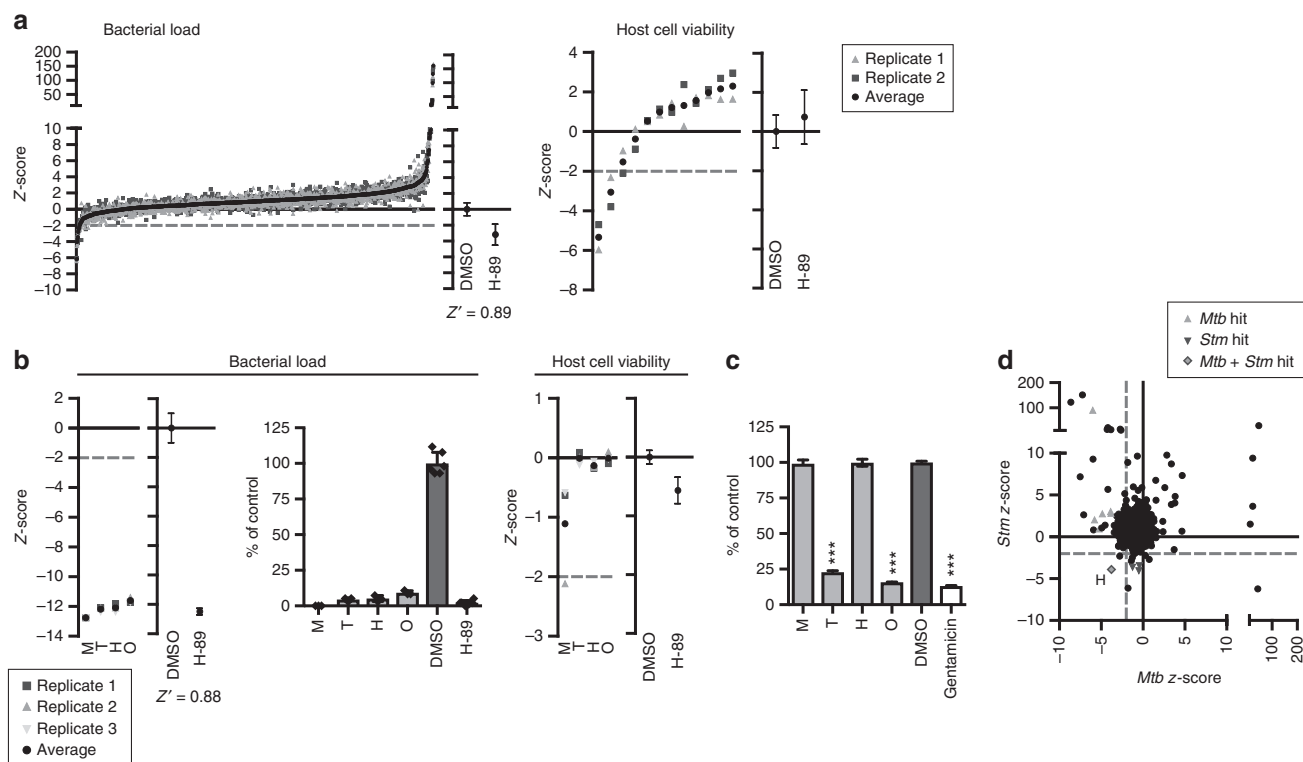 a
Bacterial load
Host cell viability
Replicate 1
Replicate 2
Average
200
150
100
50
10
8
6
4
2
0
−2
−4
−6
−8
−10
Z-score
DMSO
H-89
Z′ = 0.89
4
2
0
−2
−4
−6
−8
Z-score
DMSO
H-89
b
Bacterial load
Host cell viability
2
0
−2
−4
−6
−8
−10
−12
−14
Z-score
M
T
H
O
DMSO
H-89
Z′ = 0.88
125
100
75
50
25
0
% of control
M
T
H
O
DMSO
H-89
1
0
−1
−2
−3
Z-score
M
T
H
O
DMSO
H-89
Replicate 1
Replicate 2
Replicate 3
Average
c
125
100
75
50
25
0
% of control
***
***
***
M
T
H
O
DMSO
Gentamicin
d
Mtb hit
Stm hit
Mtb + Stm hit
200
100
10
5
0
−5
−10
Stm z-score
H
−10
−5
0
5
10
100
200
Mtb z-score